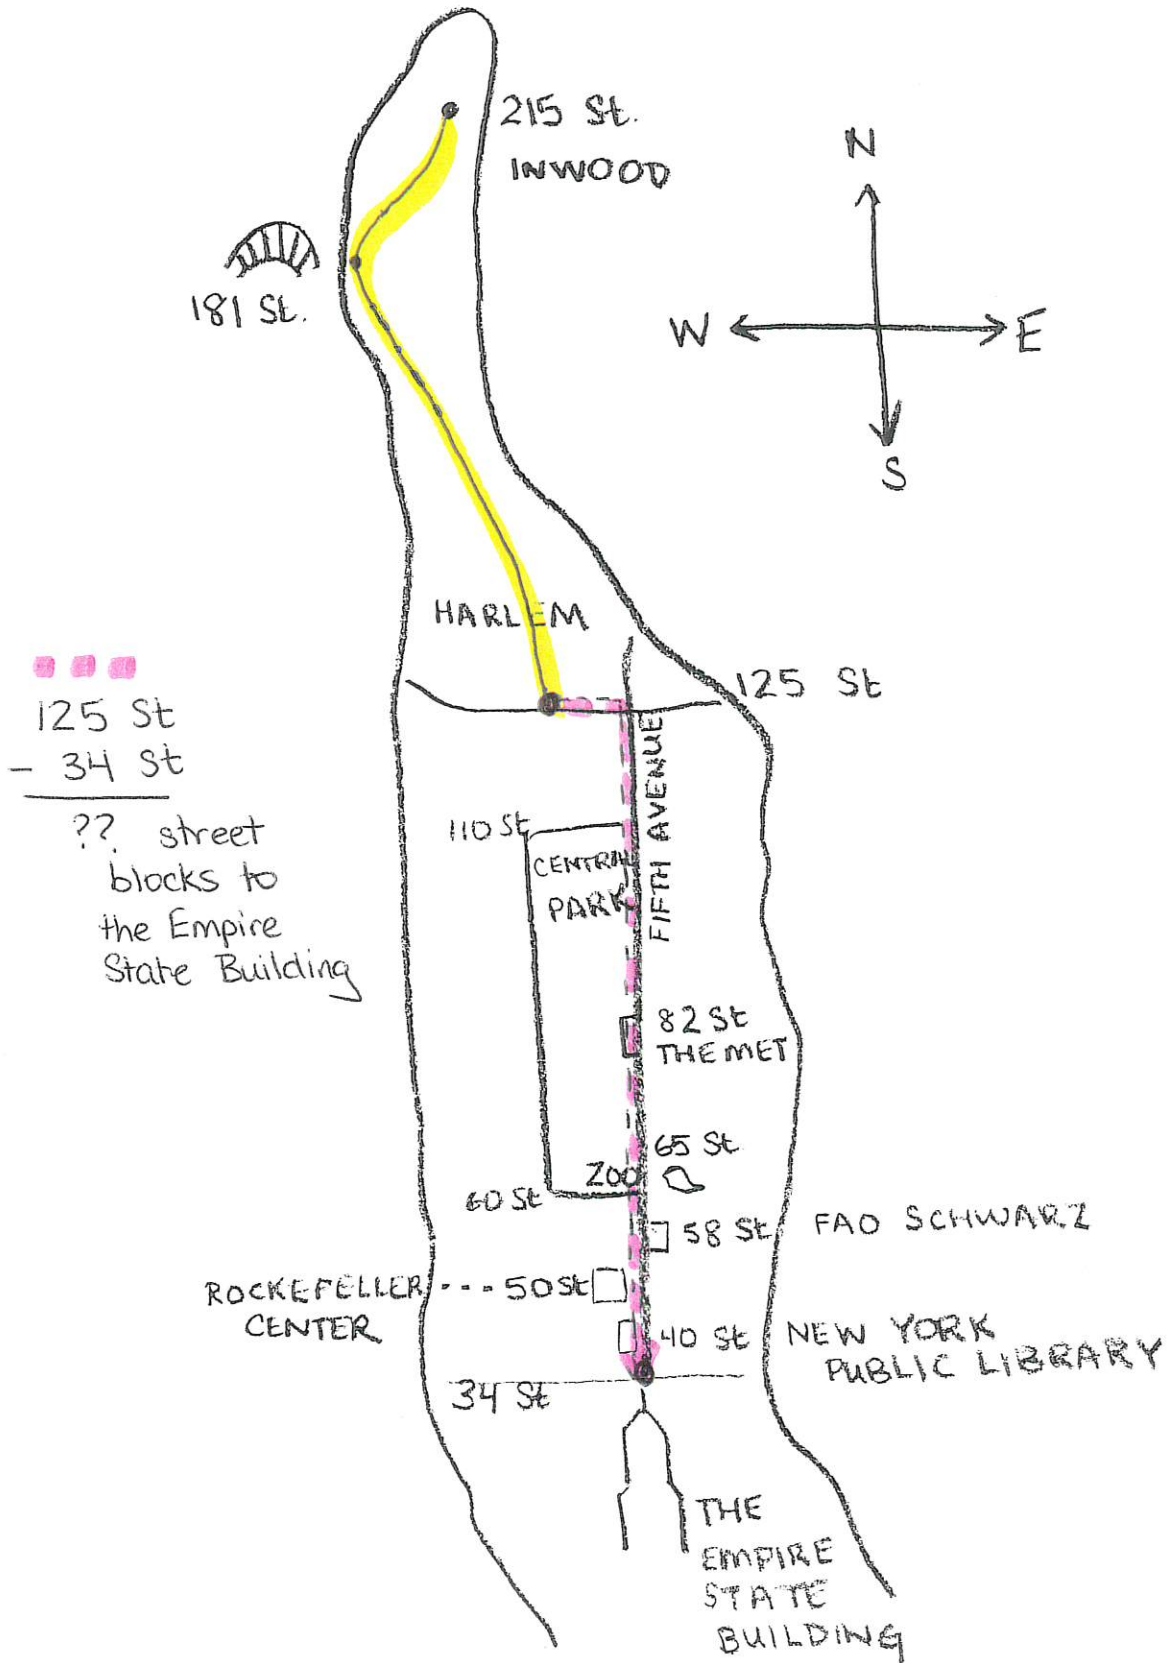 215 St.
INWOOD
N
W
E
S
181 St.
HARLEM
125 St
125 St
- 34 St
?? street
blocks to
the Empire
State Building
FIFTH AVENUE
110 St
CENTRAL
PARK
82 St
THE MET
65 St
ZOO
60 St
58 St FAO SCHWARZ
ROCKEFELLER --- 50 St
CENTER
40 St NEW YORK
PUBLIC LIBRARY
34 St
THE
EMPIRE
STATE
BUILDING